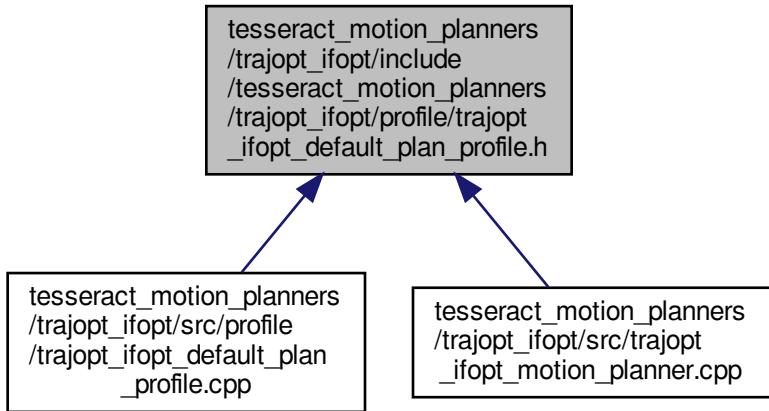 tesseract_motion_planners
/trajopt_ifopt/include
/tesseract_motion_planners
/trajopt_ifopt/profile/trajopt
_ifopt_default_plan_profile.h
tesseract_motion_planners
/trajopt_ifopt/src/profile
/trajopt_ifopt_default_plan
_profile.cpp
tesseract_motion_planners
/trajopt_ifopt/src/trajopt
_ifopt_motion_planner.cpp